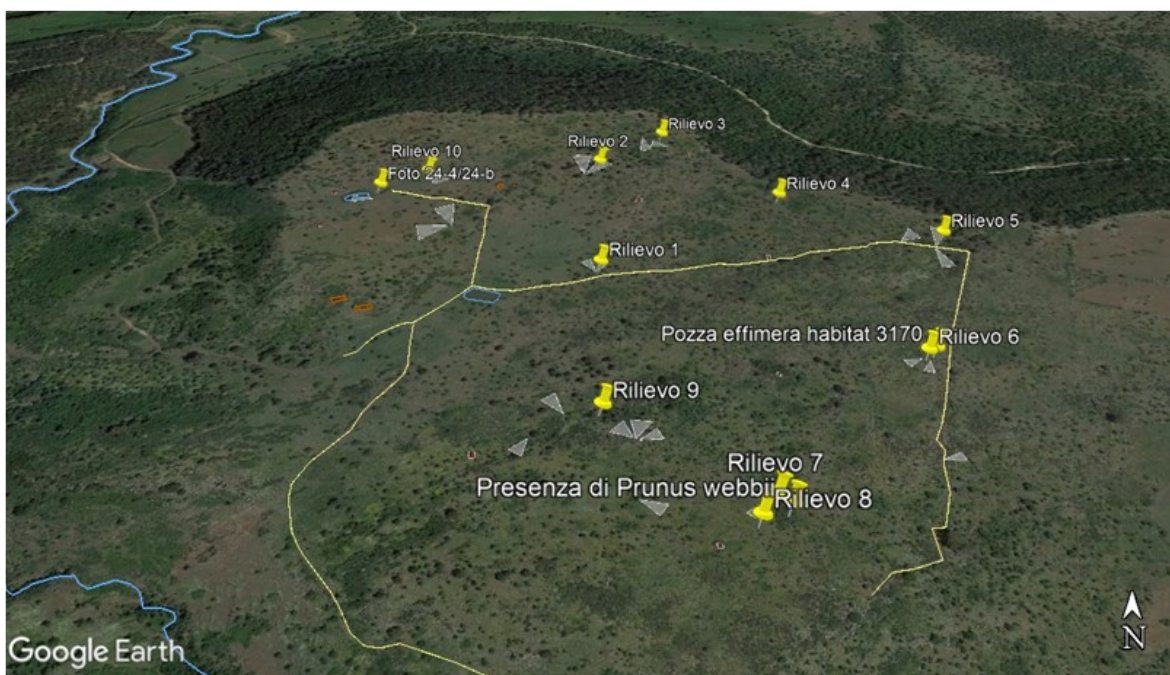 Rilievo 3
Rilievo 2
Rilievo 10
Foto 24-4/24-b
Rilievo 4
Rilievo 5
Rilievo 1
Pozza effimera habitat 3170
Rilievo 6
Rilievo 9
Rilievo 7
Presenza di Prunus webbii
Rilievo 8
N
Google Earth